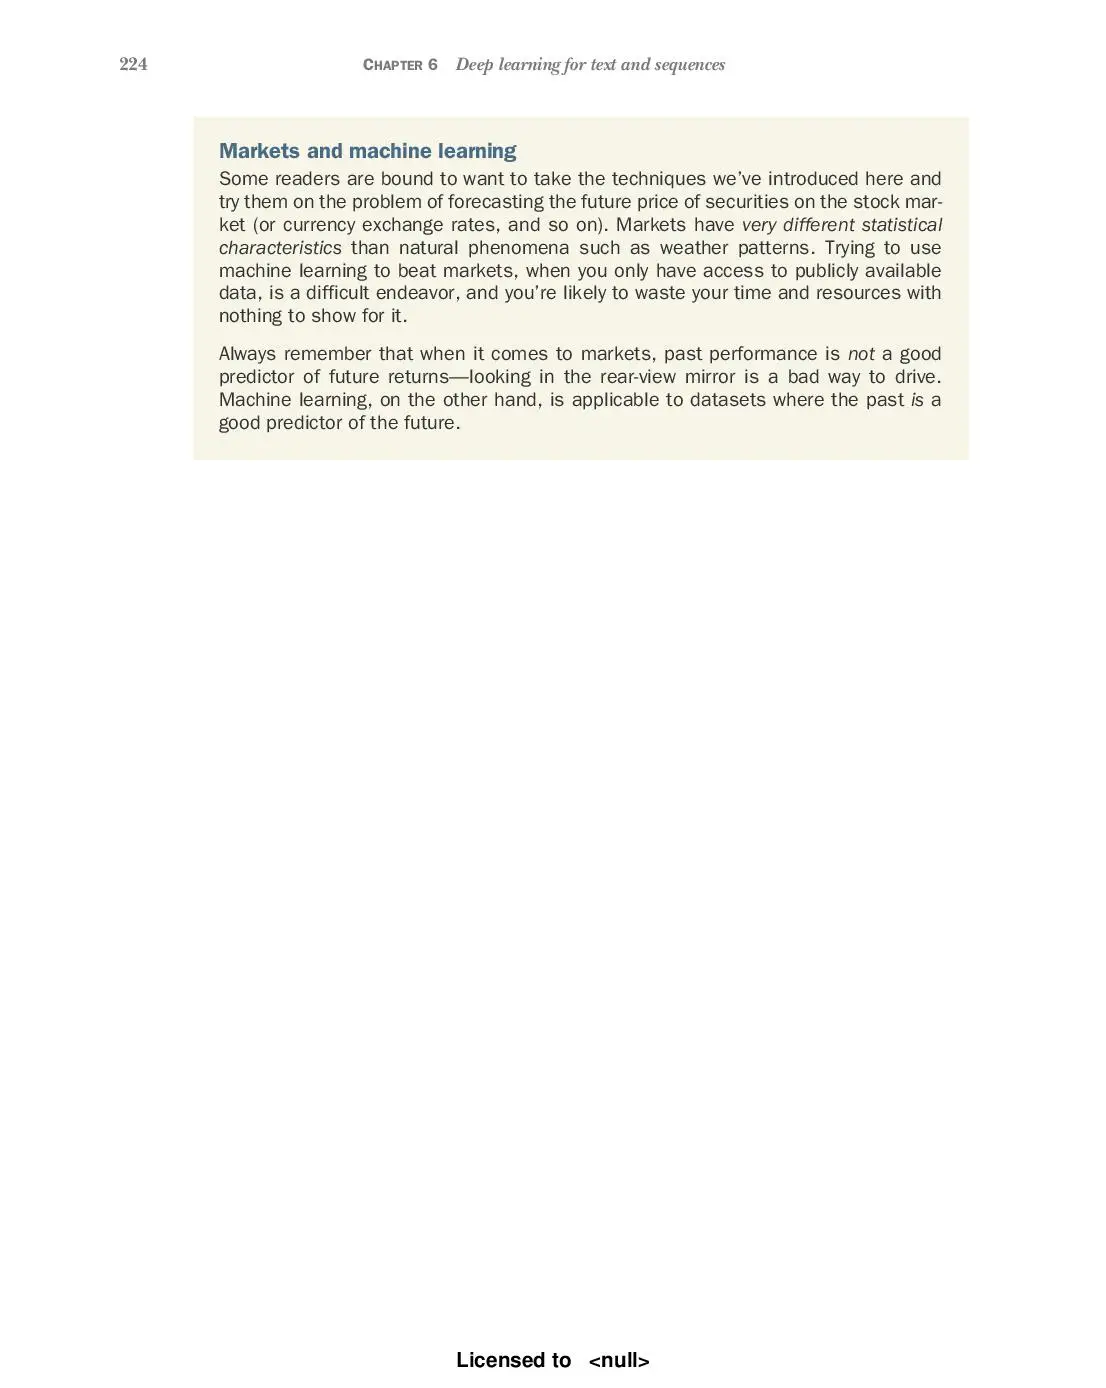 224 CHAPTER 6 Deep learning for text and sequences
Markets and machine learning
Some readers are bound to want to take the techniques we’ve introduced here and
try them on the problem of forecasting the future price of securities on the stock mar-
ket (or currency exchange rates, and so on). Markets have very different statistical
characteristics than natural phenomena such as weather patterns. Trying to use
machine learning to beat markets, when you only have access to publicly available
data, is a difficult endeavor, and you’re likely to waste your time and resources with
nothing to show for it.
Always remember that when it comes to markets, past performance is not a good
predictor of future returns—looking in the rear-view mirror is a bad way to drive.
Machine learning, on the other hand, is applicable to datasets where the past is a
good predictor of the future.
Licensed to <null>